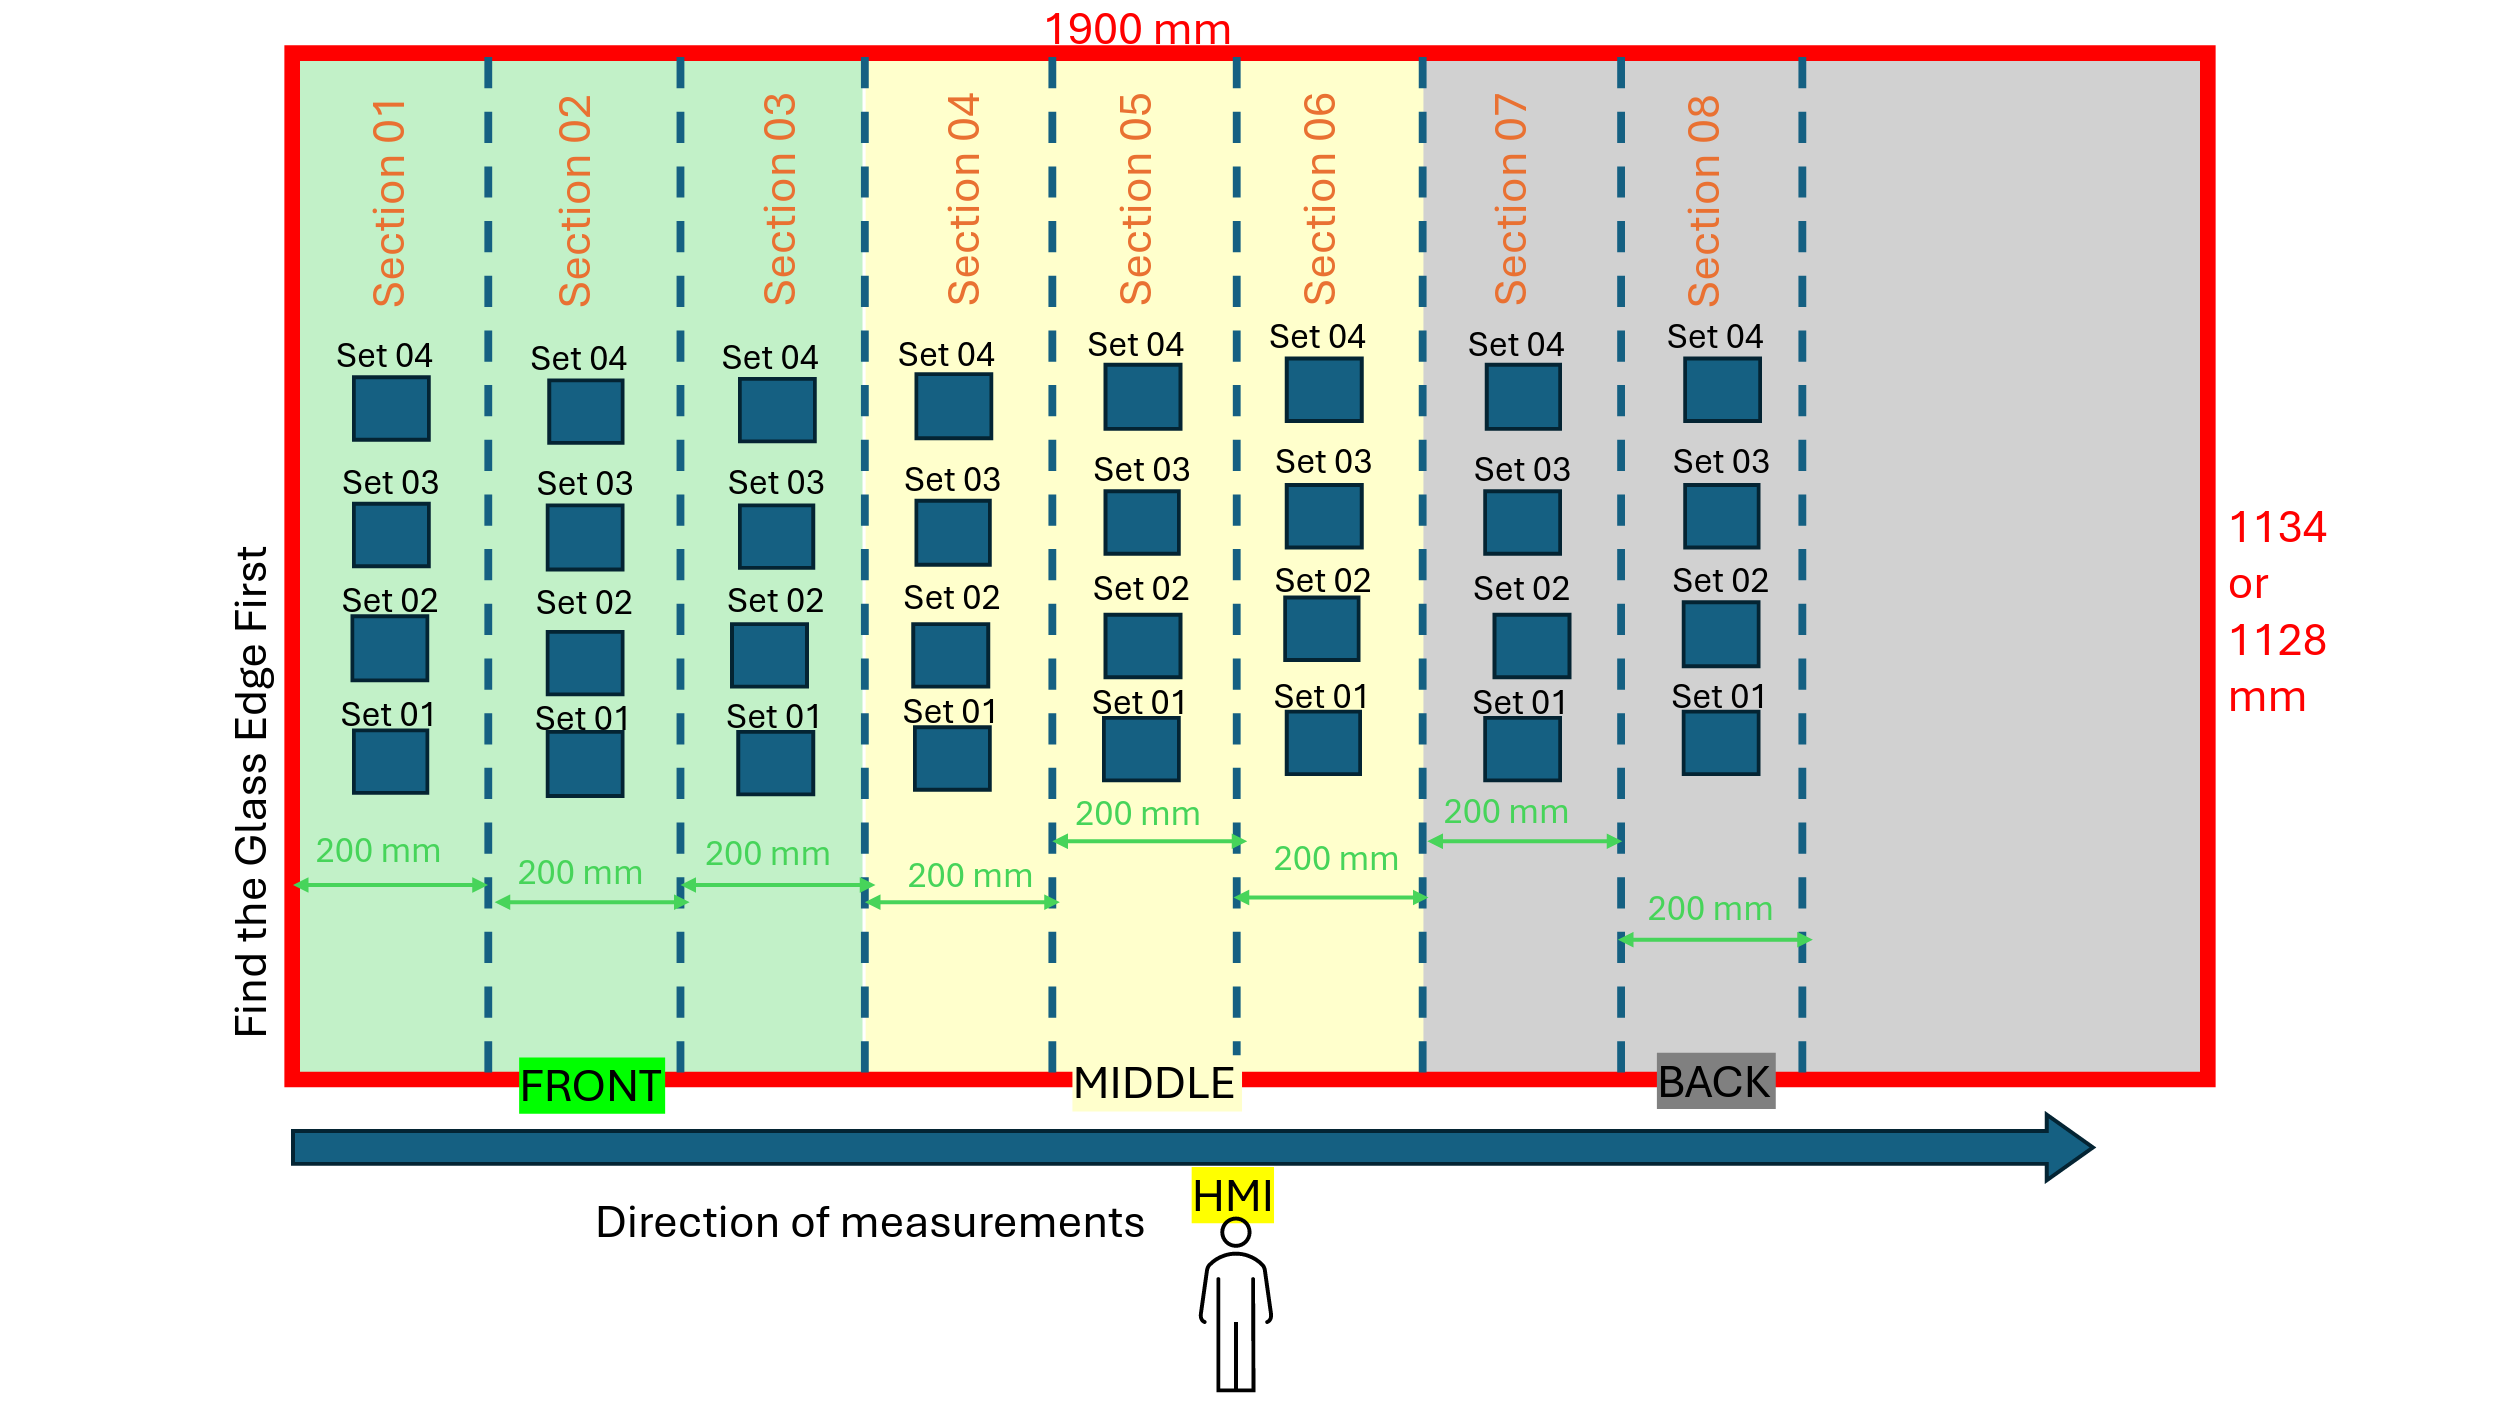 1900 mm
Section 01
Section 02
Section 03
Section 04
Section 05
Section 06
Section 07
Section 08
Set 04
Set 04
Set 04
Set 04
Set 04
Set 04
Set 04
Set 04
Set 03
Set 03
Set 03
Set 03
Set 03
Set 03
Set 03
Set 03
Set 02
Set 02
Set 02
Set 02
Set 02
Set 02
Set 02
Set 02
Set 01
Set 01
Set 01
Set 01
Set 01
Set 01
Set 01
Set 01
200 mm
200 mm
200 mm
200 mm
200 mm
200 mm
200 mm
200 mm
Find the Glass Edge First
1134
or
1128
mm
FRONT
MIDDLE
BACK
HMI
Direction of measurements